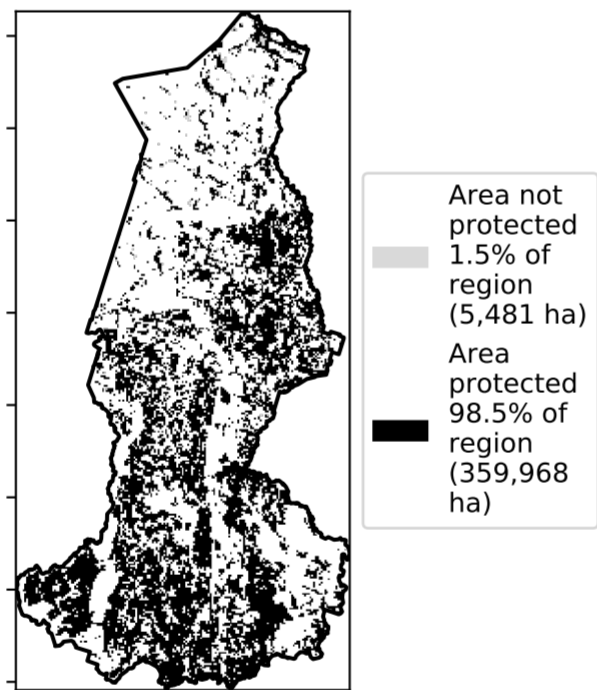 Area not
protected
1.5% of
region
(5,481 ha)
Area
protected
98.5% of
region
(359,968
ha)